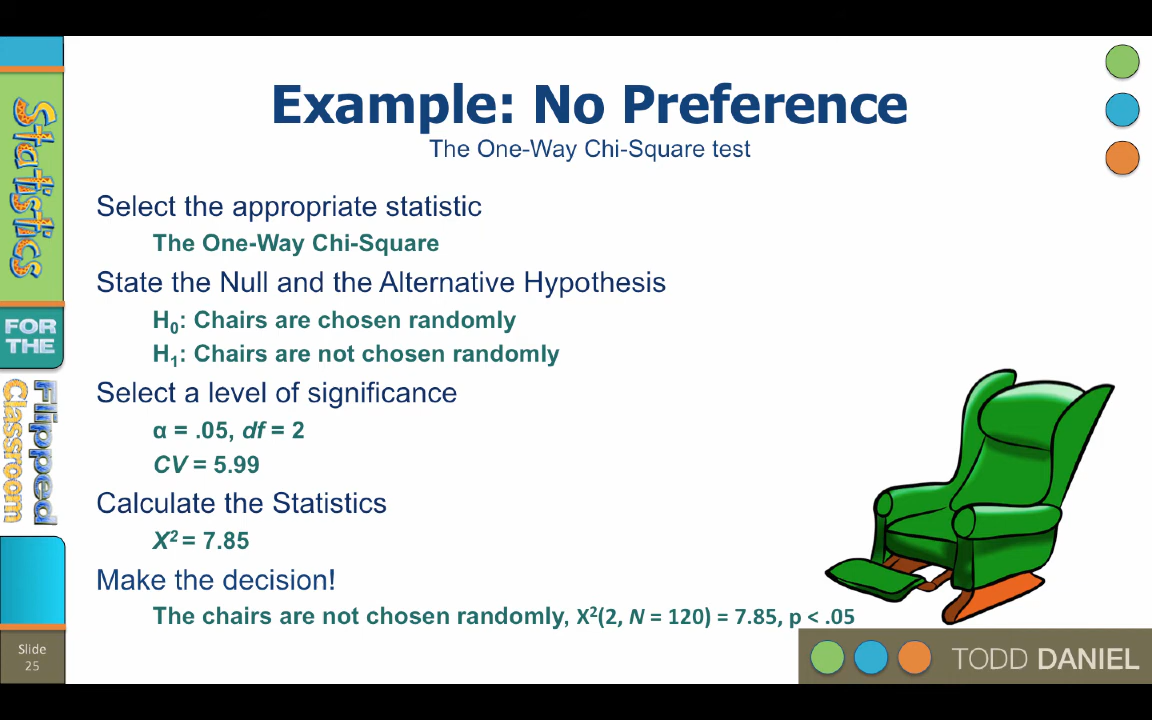 Example: No Preference
The One-Way Chi-Square test
Select the appropriate statistic
The One-Way Chi-Square
State the Null and the Alternative Hypothesis
H₀: Chairs are chosen randomly
H₁: Chairs are not chosen randomly
Select a level of significance
α = .05, df = 2
CV = 5.99
Calculate the Statistics
X² = 7.85
Make the decision!
The chairs are not chosen randomly, X²(2, N = 120) = 7.85, p < .05
Statistics
FOR
THE
Flipped
Classroom
Slide
25
TODD DANIEL